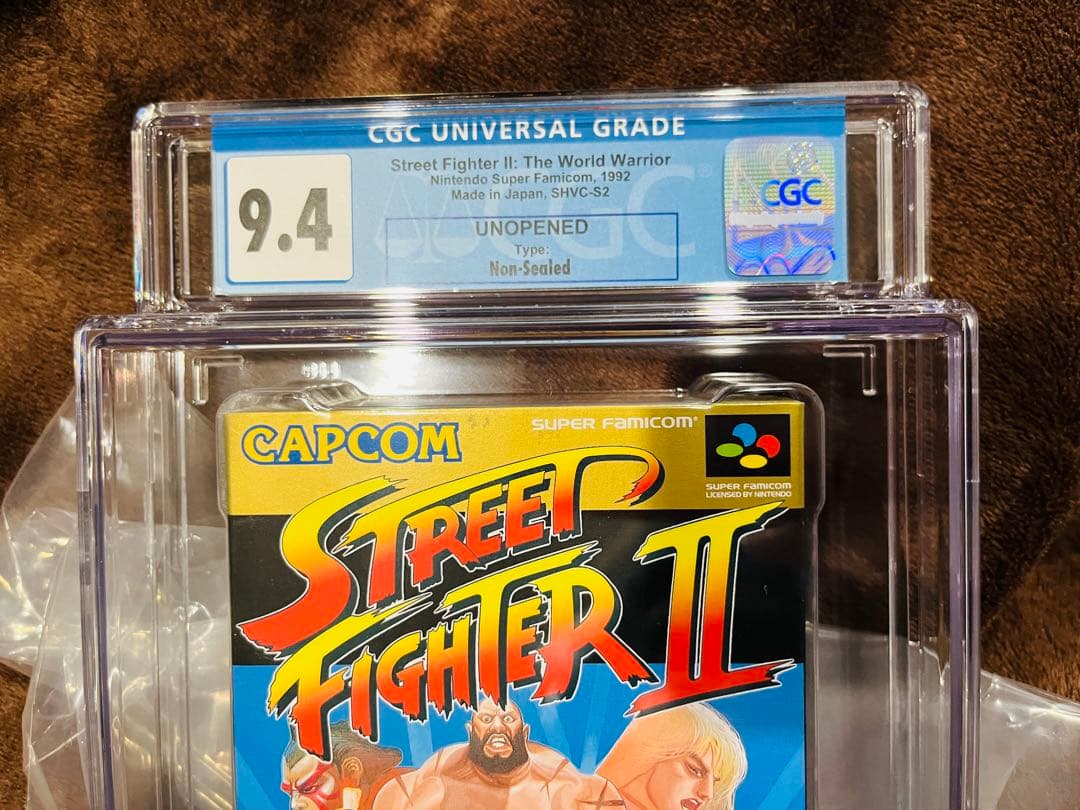 CGC UNIVERSAL GRADE
9.4
Street Fighter II: The World Warrior
Nintendo Super Famicom, 1992
Made in Japan, SHVC-S2
UNOPENED
Type:
Non-Sealed
CGC
CGC
CAPCOM
SUPER FAMICOM
SUPER FAMICOM
LICENSED BY NINTENDO
STREET
FIGHTER II